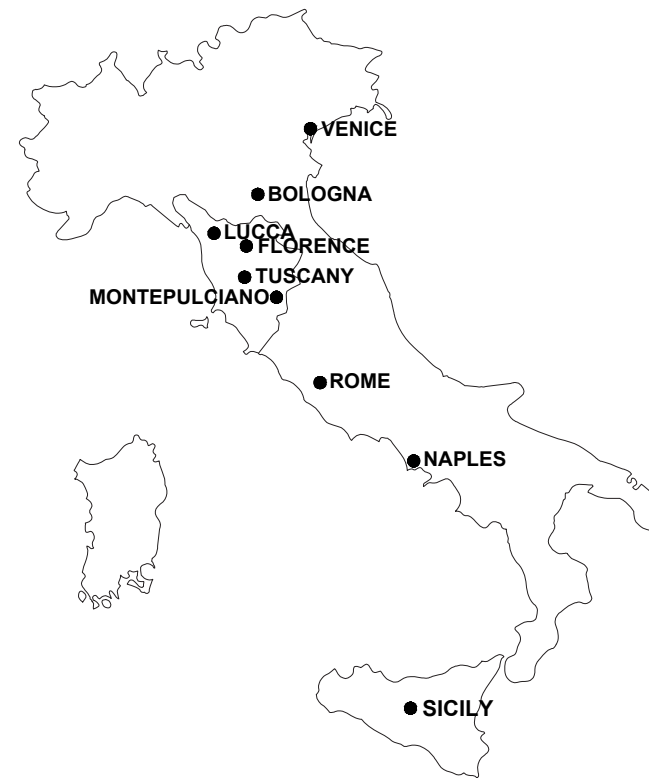 VENICE
BOLOGNA
LUCCA
FLORENCE
TUSCANY
MONTEPULCIANO
ROME
NAPLES
SICILY